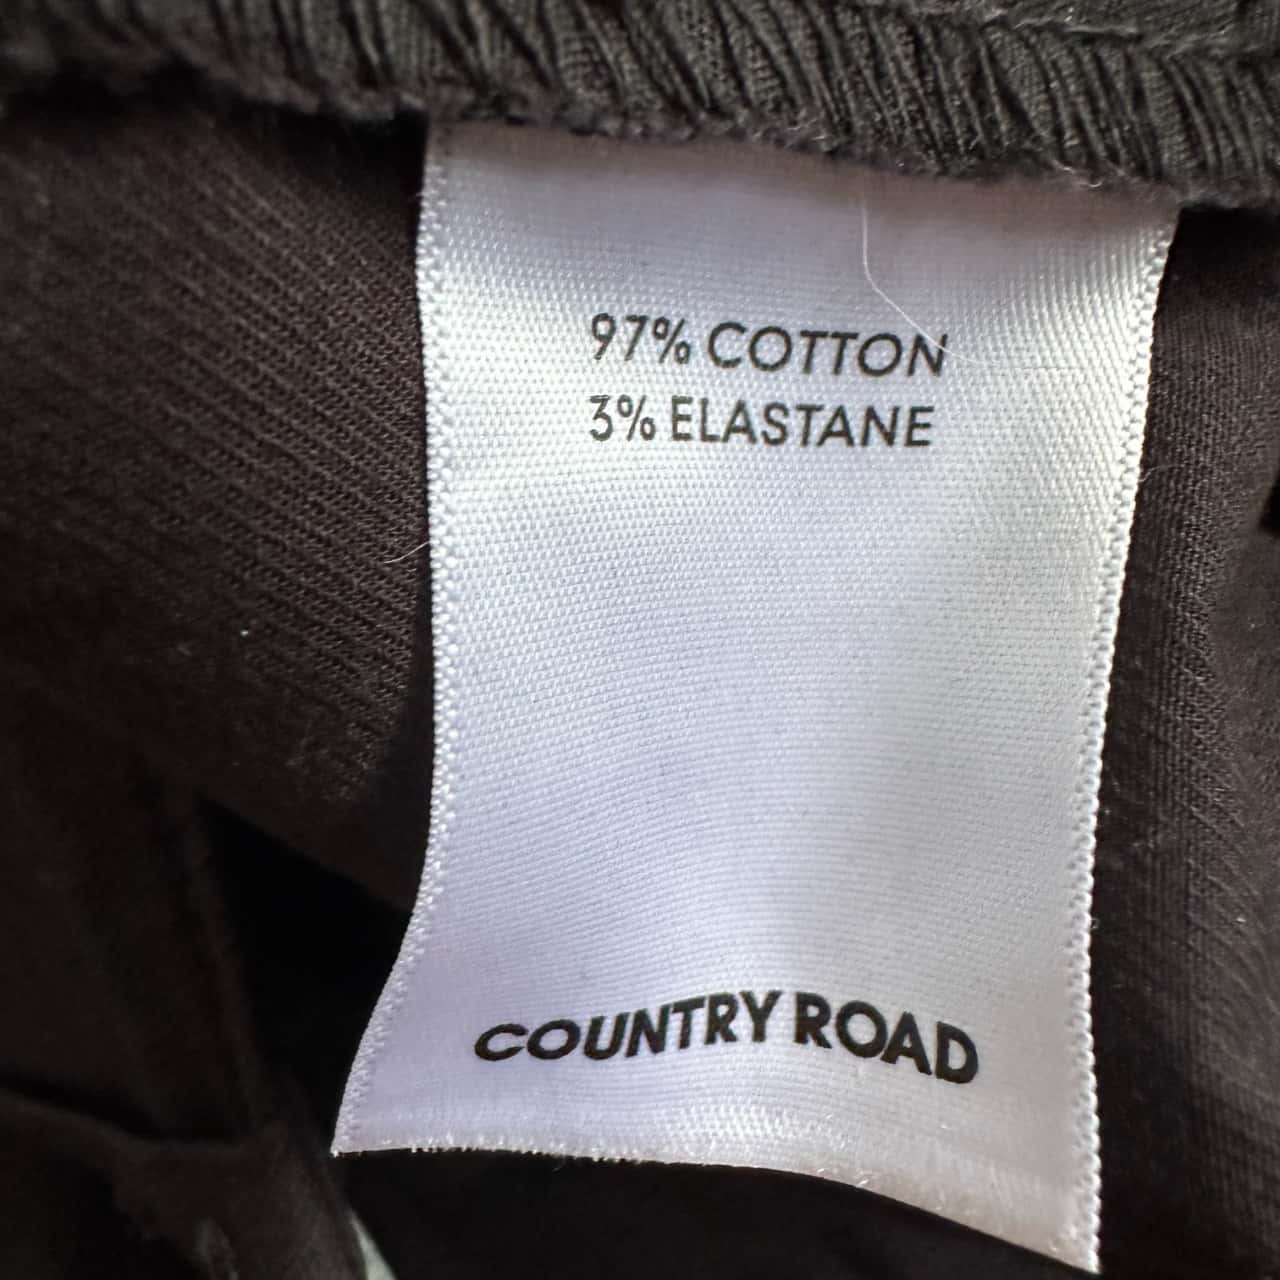 97% COTTON
3% ELASTANE
COUNTRY ROAD